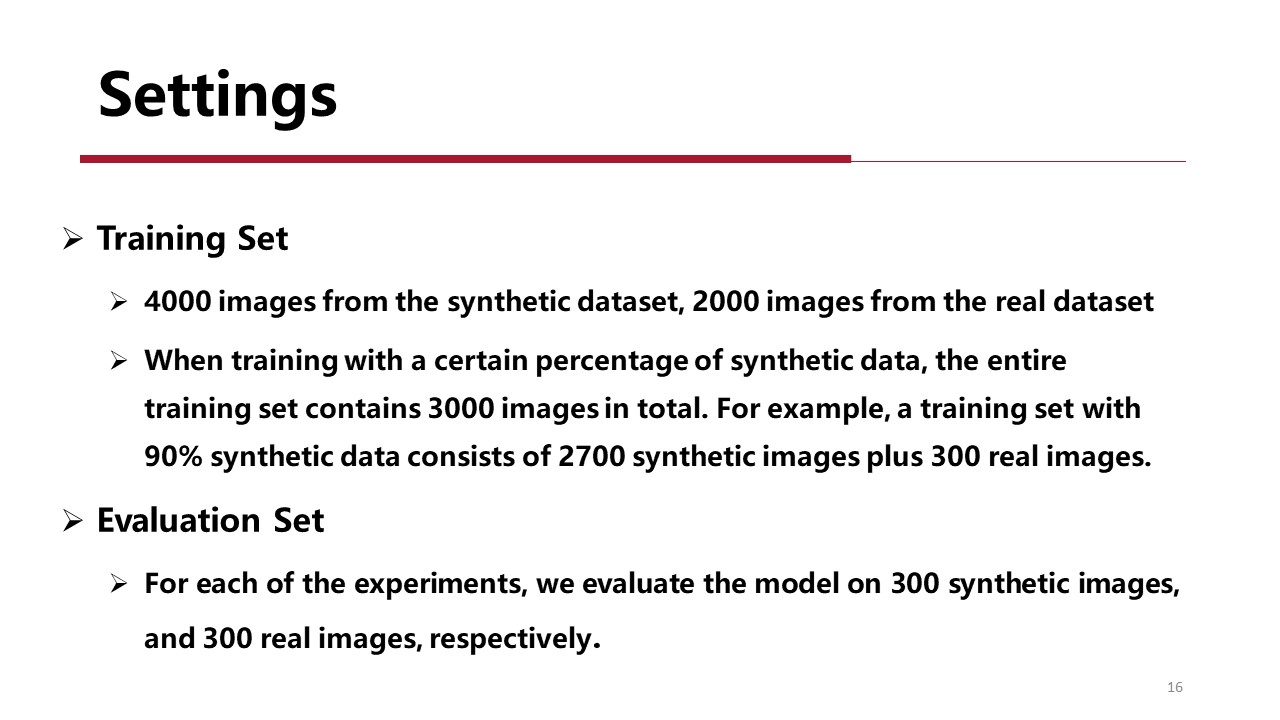 Settings
Training Set
4000 images from the synthetic dataset, 2000 images from the real dataset
When training with a certain percentage of synthetic data, the entire
training set contains 3000 images in total. For example, a training set with
90% synthetic data consists of 2700 synthetic images plus 300 real images.
Evaluation Set
For each of the experiments, we evaluate the model on 300 synthetic images,
and 300 real images, respectively.
16